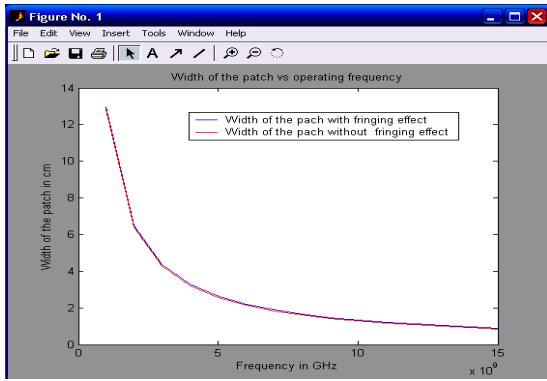 Figure No. 1
File Edit View Insert Tools Window Help
A
Width of the patch vs operating frequency
14
12
10
8
6
4
2
0
Width of the patch in cm
Width of the pach with fringing effect
Width of the pach without fringing effect
0 5 10 15
Frequency in GHz
x 10^9